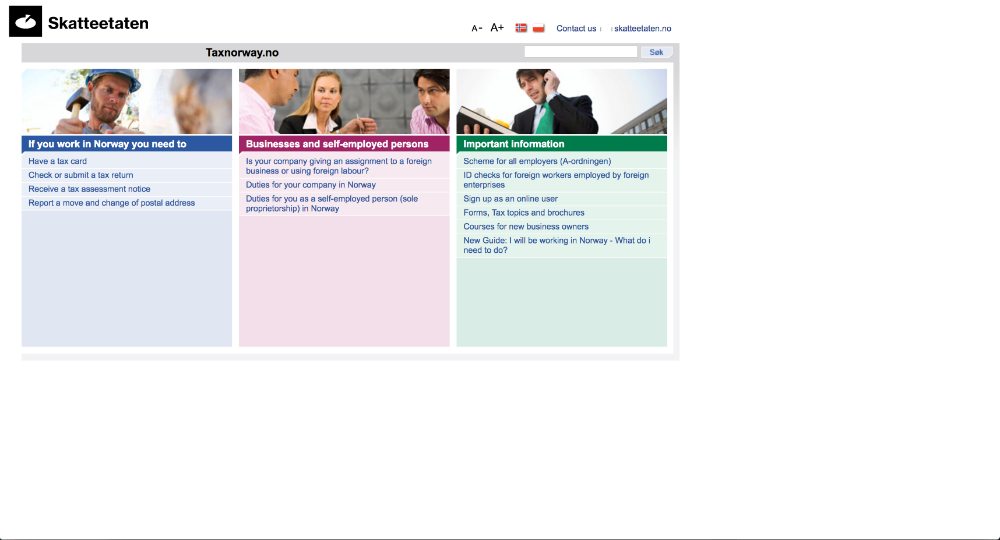 Skatteetaten
A- A+ Contact us skatteetaten.no
Taxnorway.no
Søk
If you work in Norway you need to
Have a tax card
Check or submit a tax return
Receive a tax assessment notice
Report a move and change of postal address
Businesses and self-employed persons
Is your company giving an assignment to a foreign
business or using foreign labour?
Duties for your company in Norway
Duties for you as a self-employed person (sole
proprietorship) in Norway
Important information
Scheme for all employers (A-ordningen)
ID checks for foreign workers employed by foreign
enterprises
Sign up as an online user
Forms, Tax topics and brochures
Courses for new business owners
New Guide: I will be working in Norway - What do i
need to do?